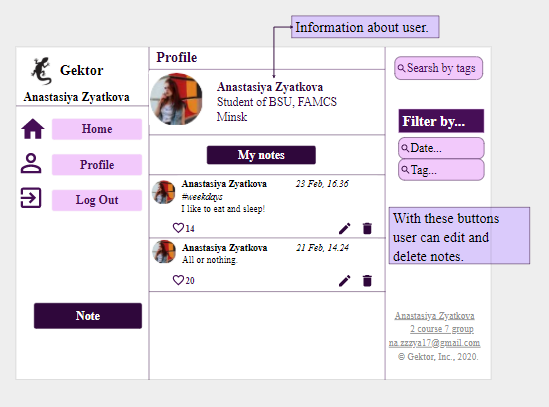 Information about user.
Gektor
Anastasiya Zyatkova
Home
Profile
Log Out
Note
Profile
Anastasiya Zyatkova
Student of BSU, FAMCS
Minsk
My notes
Anastasiya Zyatkova 23 Feb, 16.36
#weekdays
I like to eat and sleep!
14
Anastasiya Zyatkova 21 Feb, 14.24
All or nothing.
20
Searsh by tags
Filter by...
Date...
Tag...
With these buttons
user can edit and
delete notes.
Anastasiya Zyatkova
2 course 7 group
na.zzzya17@gmail.com
© Gektor, Inc., 2020.